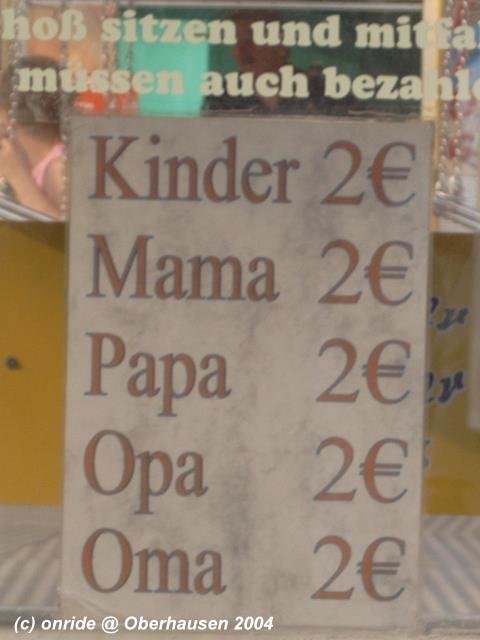 hoß sitzen und mitfa
müssen auch bezahle
Kinder 2€
Mama 2€
Papa 2€
Opa 2€
Oma 2€
(c) onride @ Oberhausen 2004